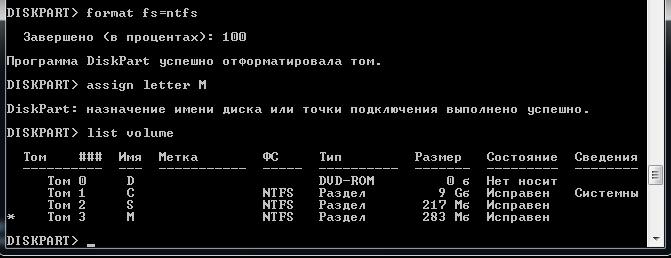 DISKPART> format fs=ntfs
Завершено (в процентах): 100
Программа DiskPart успешно отформатировала том.
DISKPART> assign letter M
DiskPart: назначение имени диска или точки подключения выполнено успешно.
DISKPART> list volume
Том ### Имя Метка ФС Тип Размер Состояние Сведения
---------- --- ----------- ----- ---------- ------- --------- --------
Том 0 D DVD-ROM 0 б Нет носит
Том 1 C NTFS Раздел 9 Gб Исправен Системны
Том 2 S NTFS Раздел 217 Mб Исправен
* Том 3 M NTFS Раздел 283 Mб Исправен
DISKPART> _